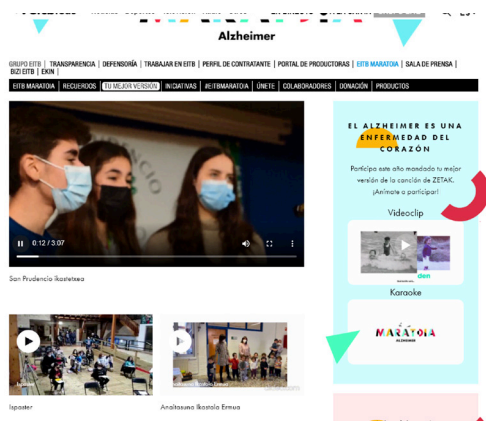 Alzheimer
GRUPO EITB | TRANSPARENCIA | DEFENSORÍA | TRABAJAR EN EITB | PERFIL DE CONTRATANTE | PORTAL DE PRODUCTORAS | EITB MARATOIA | SALA DE PRENSA |
BIZI EITB | EKIN |
EITB MARATOIA | RECUERDOS | TU MEJOR VERSIÓN | INICIATIVAS | #EITBMARATOIA | ÚNETE | COLABORADORES | DONACIÓN | PRODUCTOS
EL ALZHEIMER ES UNA
ENFERMEDAD DEL
CORAZÓN
Participa este año mandado tu mejor
versión de la canción de ZETAK.
¡Anímate a participar!
Videoclip
den
Karaoke
MARATOIA
ALZHEIMER
0:12 / 3:07
San Prudencio ikastetxea
Ispaster
Ispaster
Anaitasuna Ikastola Ermua